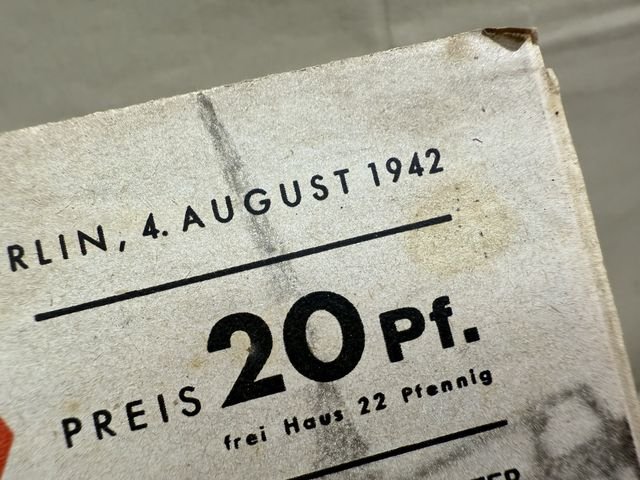 RLIN, 4. AUGUST 1942
PREIS 20 Pf.
frei Haus 22 Pfennig